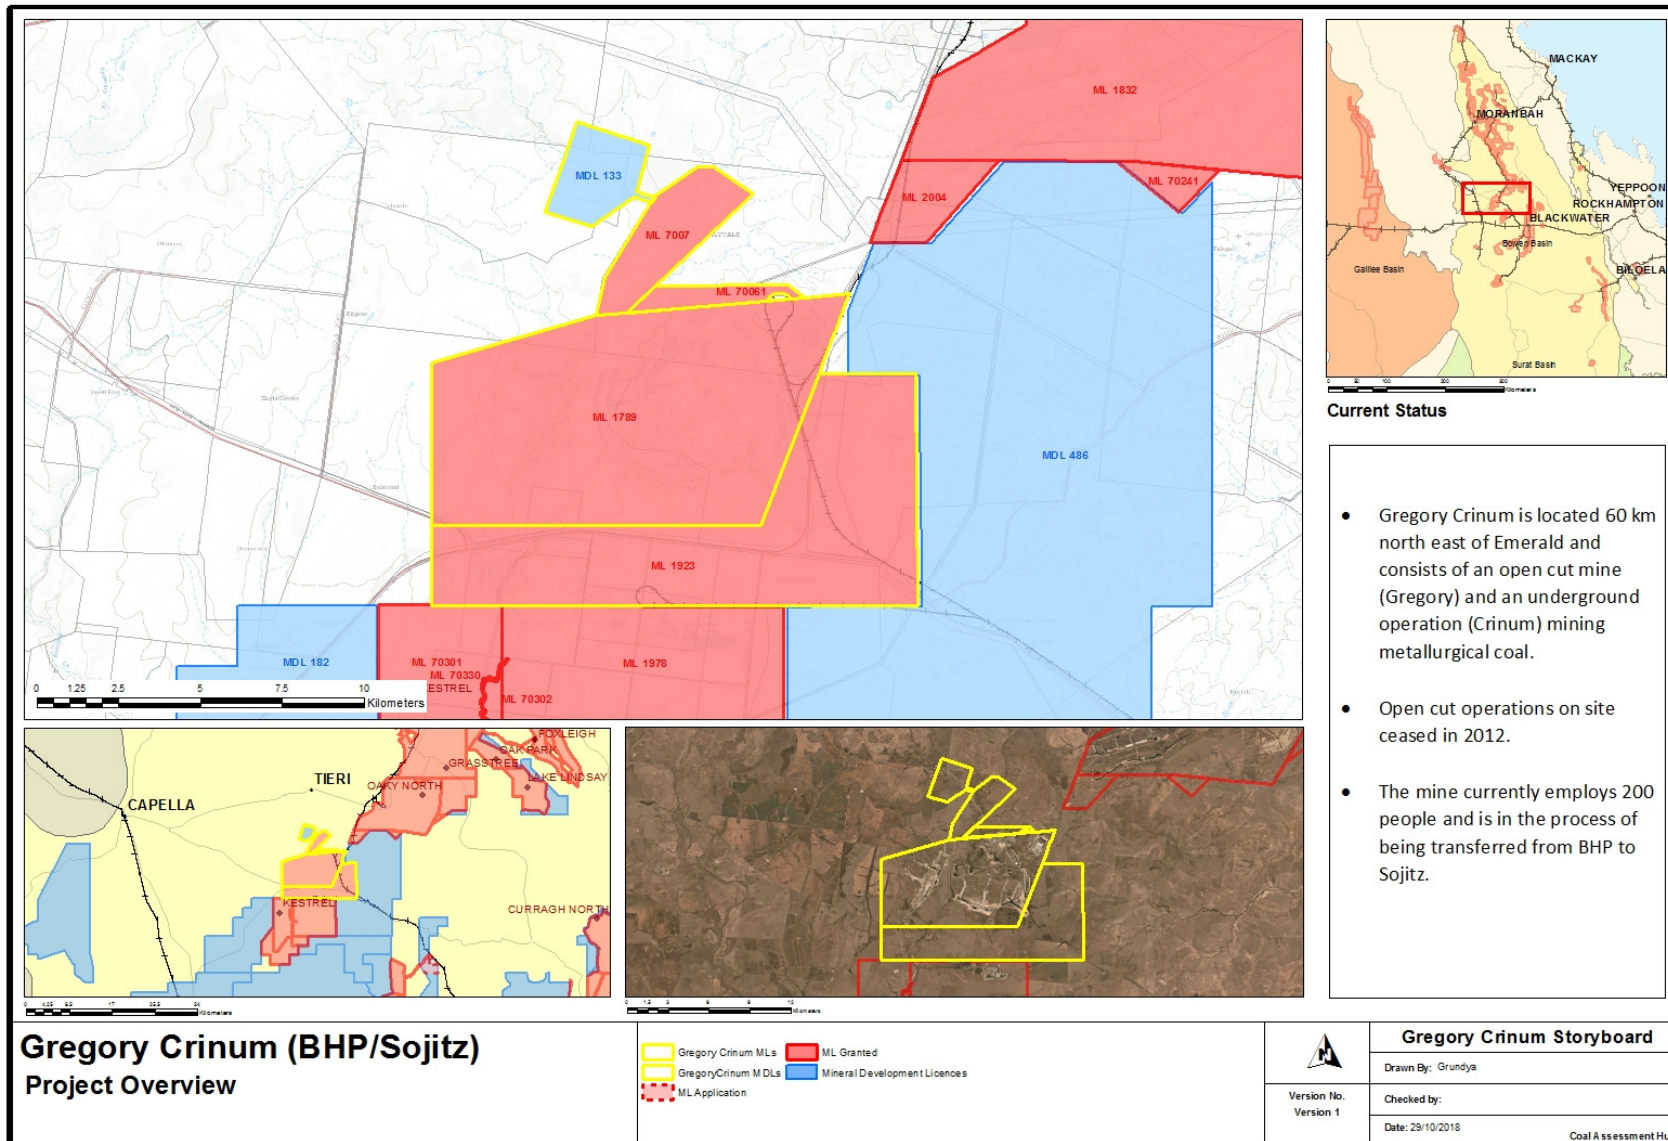 ML 1832
MDL 133
ML 70241
ML 2004
ML 7007
ML 70061
ML 1789
MDL 486
ML 1923
MDL 182
ML 70301
ML 1978
ML 70330
KESTREL
ML 70302
0 1.25 2.5 5 7.5 10
Kilometers
MACKAY
MORANBAH
YEPPOON
ROCKHAMPTON
BLACKWATER
Bowen Basin
Galilee Basin
BILOELA
Surat Basin
Kilometers
Current Status
• Gregory Crinum is located 60 km
north east of Emerald and
consists of an open cut mine
(Gregory) and an underground
operation (Crinum) mining
metallurgical coal.
• Open cut operations on site
ceased in 2012.
• The mine currently employs 200
people and is in the process of
being transferred from BHP to
Sojitz.
FOXLEIGH
OAK PARK
GRASSTREE
TIERI
LAKE LINDSAY
OAKY NORTH
CAPELLA
KESTREL
CURRAGH NORTH
Kilometers
Kilometers
Gregory Crinum (BHP/Sojitz)
Project Overview
Gregory Crinum MLs
ML Granted
GregoryCrinum MDLs
Mineral Development Licences
ML Application
N
Version No.
Version 1
Gregory Crinum Storyboard
Drawn By: Grundya
Checked by:
Date: 29/10/2018
Coal Assessment Hu